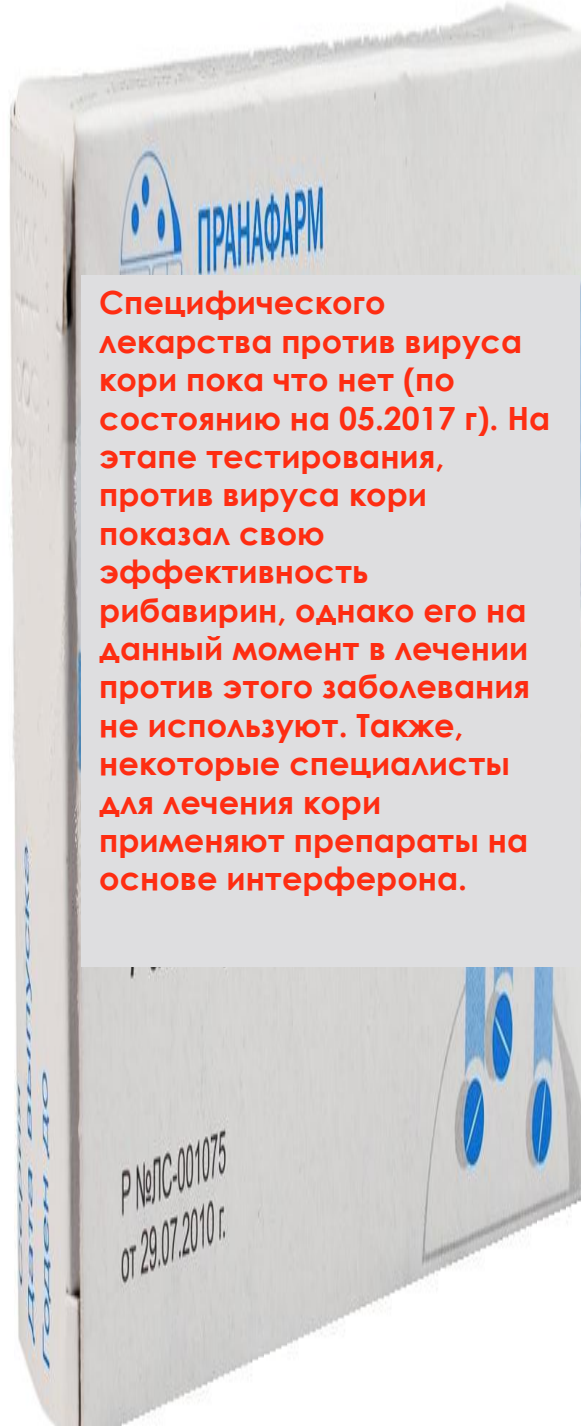 ПРАНАФАРМ
Специфического
лекарства против вируса
кори пока что нет (по
состоянию на 05.2017 г). На
этапе тестирования,
против вируса кори
показал свою
эффективность
рибавирин, однако его на
данный момент в лечении
против этого заболевания
не используют. Также,
некоторые специалисты
для лечения кори
применяют препараты на
основе интерферона.
Р №ЛС-001075
от 29.07.2010 г.
Дата выпуска
Годен до